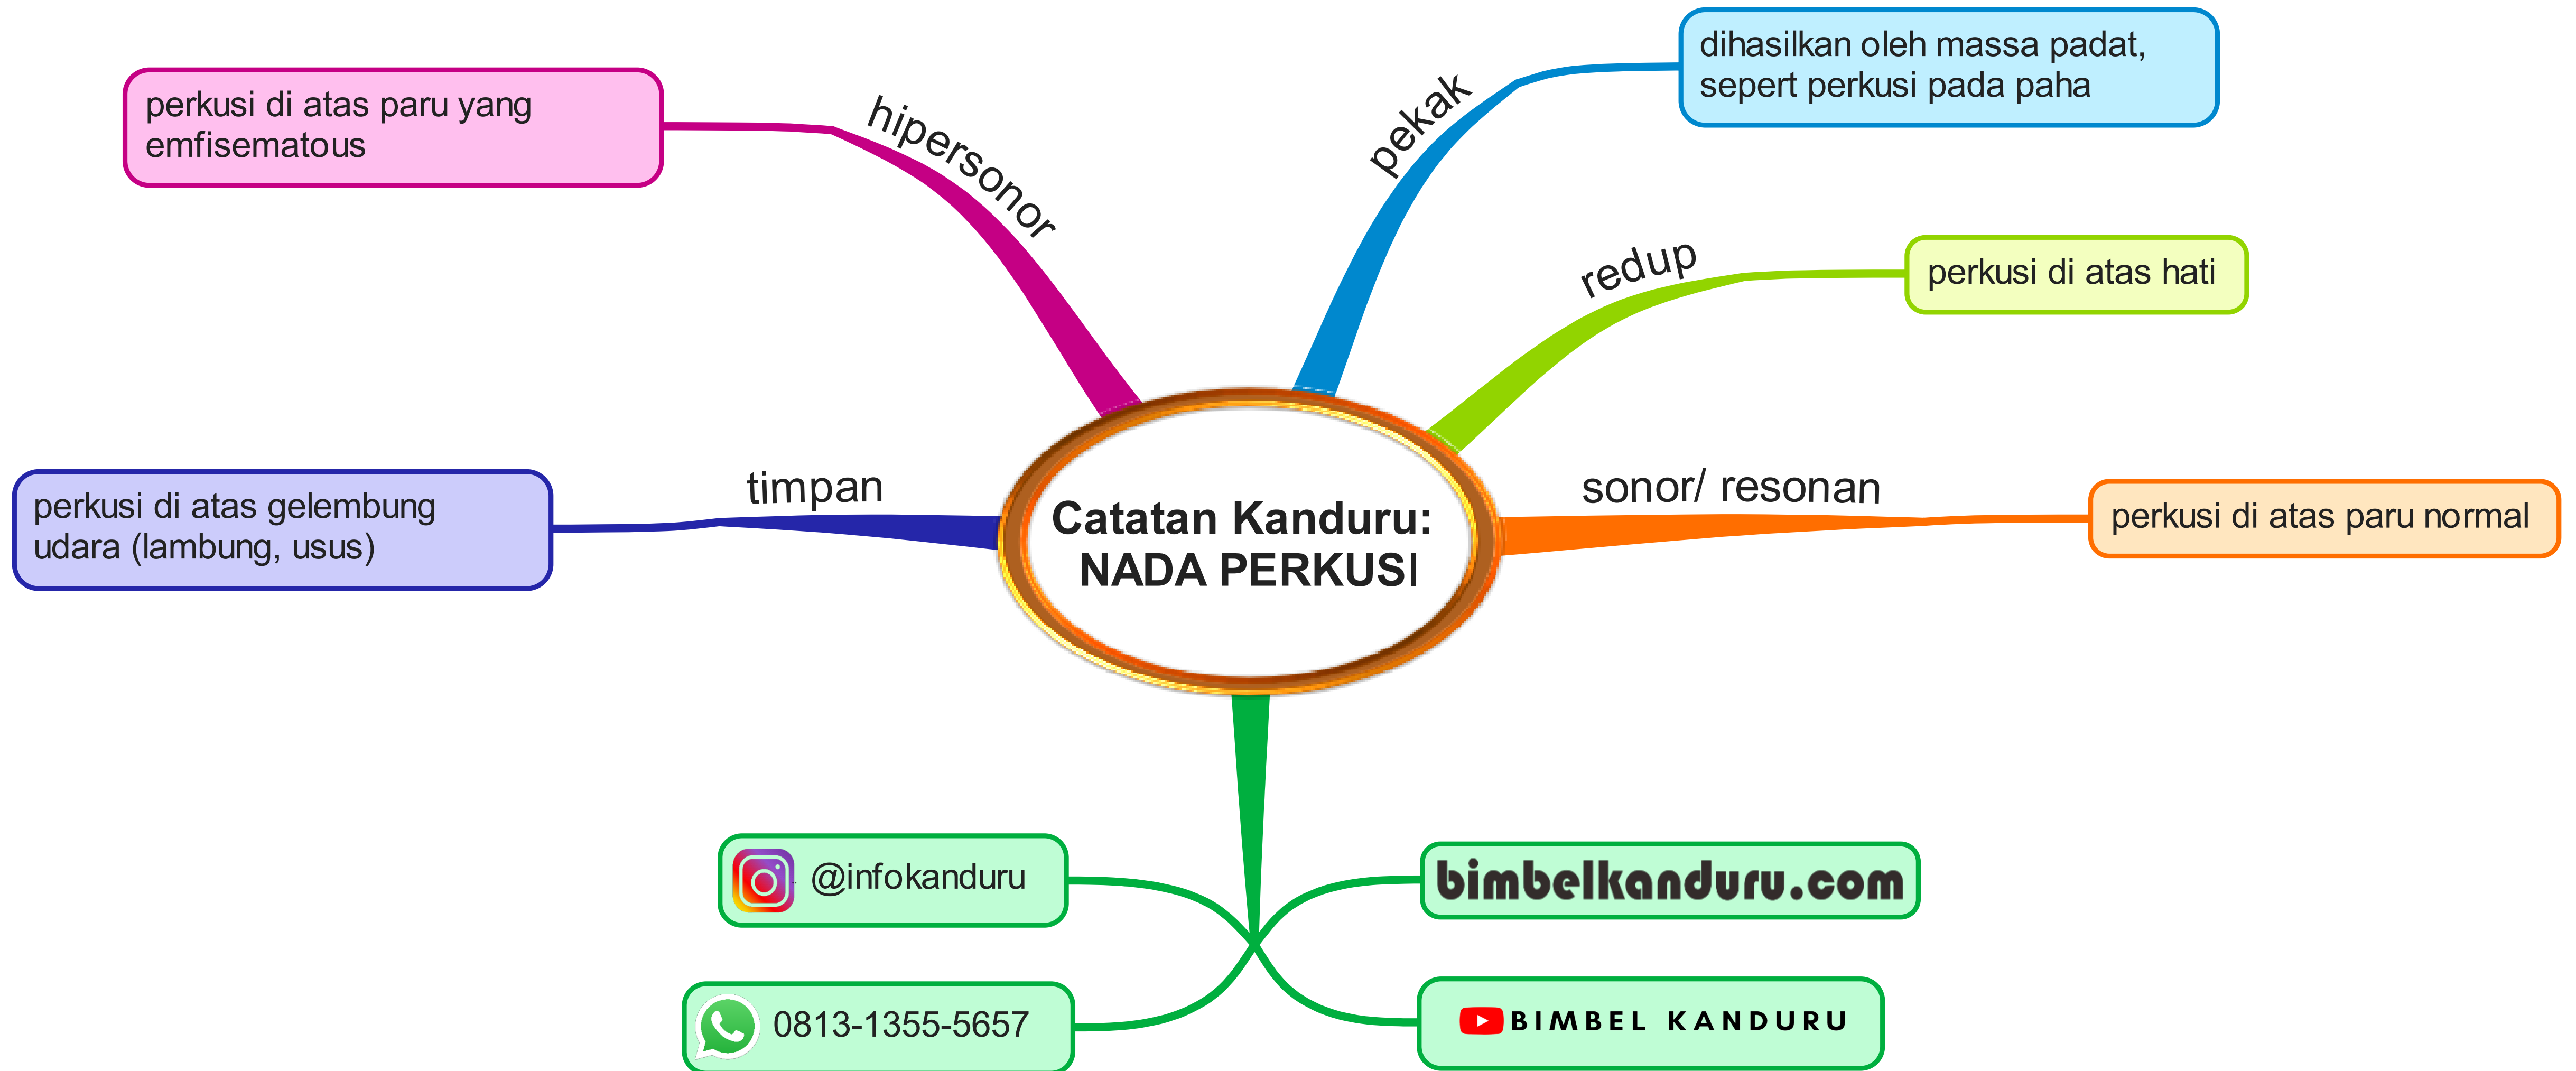 Catatan Kanduru:
NADA PERKUSI
pekak
dihasilkan oleh massa padat,
sepert perkusi pada paha
redup
perkusi di atas hati
sonor/ resonan
perkusi di atas paru normal
hipersonor
perkusi di atas paru yang
emfisematous
timpan
perkusi di atas gelembung
udara (lambung, usus)
@infokanduru
bimbelkanduru.com
0813-1355-5657
BIMBEL KANDURU